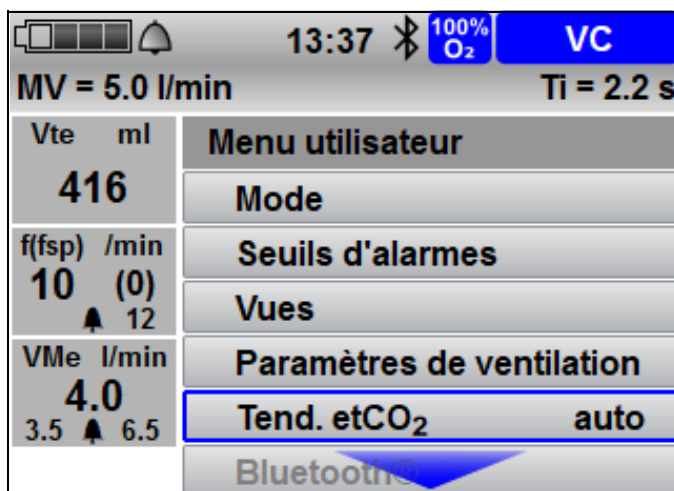 13:37 100% O₂ VC
MV = 5.0 l/min Ti = 2.2 s
Vte ml
416
f(fsp) /min
10 (0)
12
VMe l/min
4.0
3.5 6.5
Menu utilisateur
Mode
Seuils d'alarmes
Vues
Paramètres de ventilation
Tend. etCO₂ auto
Bluetooth®